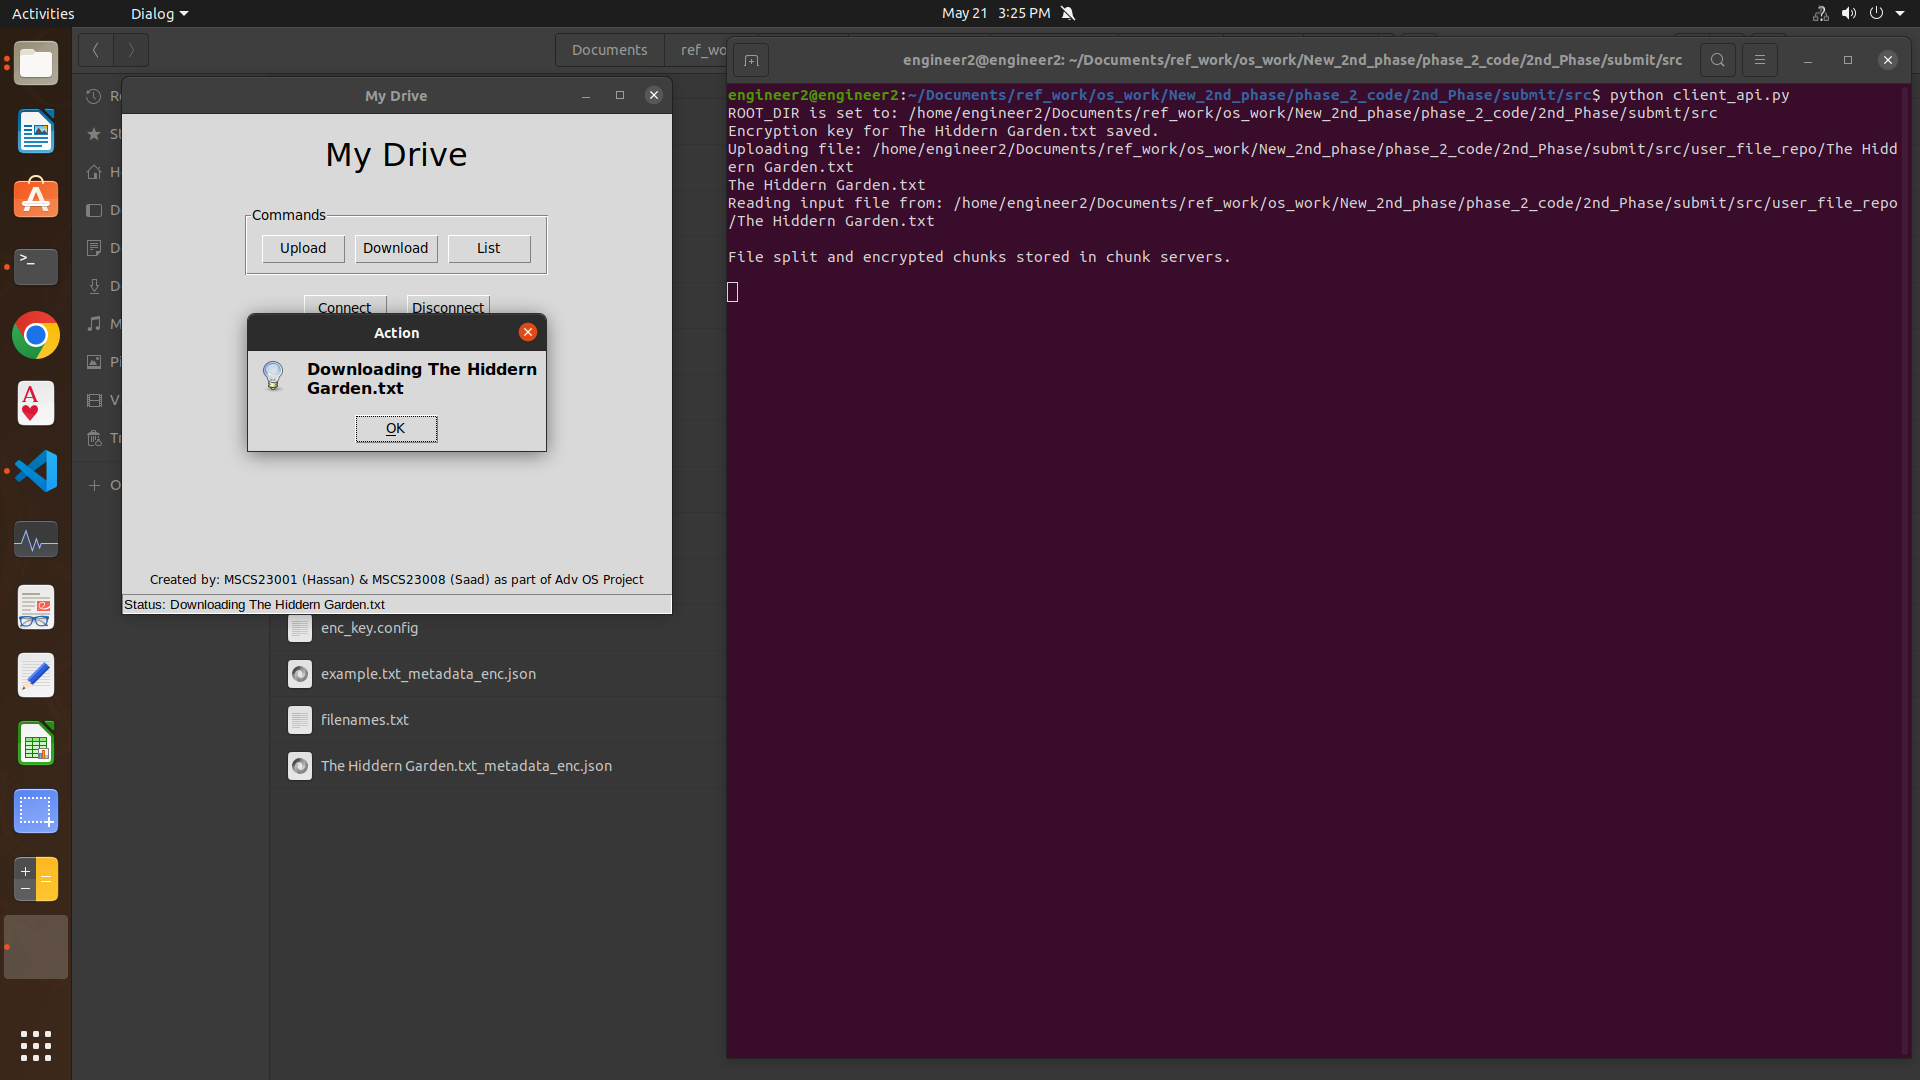 Activities
Dialog
May 21 3:25 PM
Documents
ref_wo
My Drive
My Drive
Commands
Upload
Download
List
Connect
Disconnect
Action
Downloading The Hiddern
Garden.txt
OK
Created by: MSCS23001 (Hassan) & MSCS23008 (Saad) as part of Adv OS Project
Status: Downloading The Hiddern Garden.txt
enc_key.config
example.txt_metadata_enc.json
filenames.txt
The Hiddern Garden.txt_metadata_enc.json
engineer2@engineer2: ~/Documents/ref_work/os_work/New_2nd_phase/phase_2_code/2nd_Phase/submit/src
engineer2@engineer2:~/Documents/ref_work/os_work/New_2nd_phase/phase_2_code/2nd_Phase/submit/src$ python client_api.py
ROOT_DIR is set to: /home/engineer2/Documents/ref_work/os_work/New_2nd_phase/phase_2_code/2nd_Phase/submit/src
Encryption key for The Hiddern Garden.txt saved.
Uploading file: /home/engineer2/Documents/ref_work/os_work/New_2nd_phase/phase_2_code/2nd_Phase/submit/src/user_file_repo/The Hidd
ern Garden.txt
The Hiddern Garden.txt
Reading input file from: /home/engineer2/Documents/ref_work/os_work/New_2nd_phase/phase_2_code/2nd_Phase/submit/src/user_file_repo
/The Hiddern Garden.txt
File split and encrypted chunks stored in chunk servers.